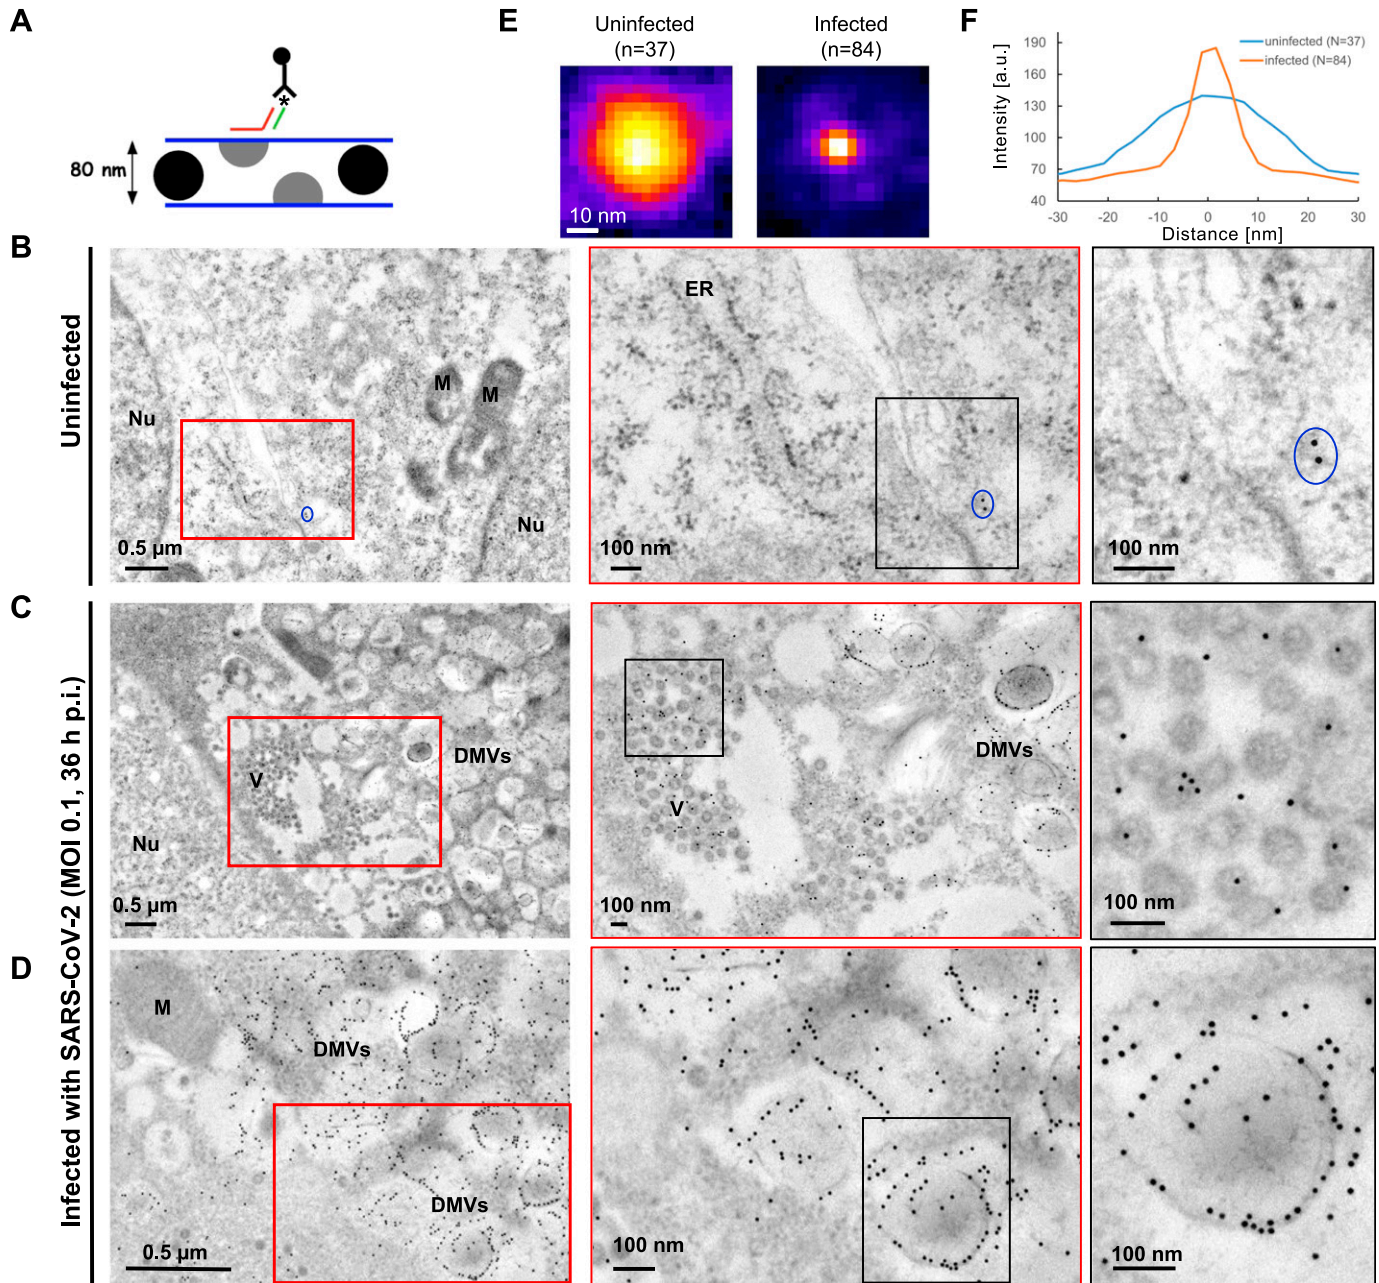 A
*
80 nm
E
Uninfected
(n=37)
Infected
(n=84)
10 nm
F
Intensity [a.u.]
190
160
130
100
70
40
uninfected (N=37)
infected (N=84)
-30
-20
-10
0
10
20
30
Distance [nm]
B
Uninfected
Nu
M
M
Nu
0.5 µm
ER
100 nm
100 nm
C
Infected with SARS-CoV-2 (MOI 0.1, 36 h p.i.)
V
DMVs
Nu
0.5 µm
V
DMVs
100 nm
100 nm
D
M
DMVs
DMVs
0.5 µm
100 nm
100 nm